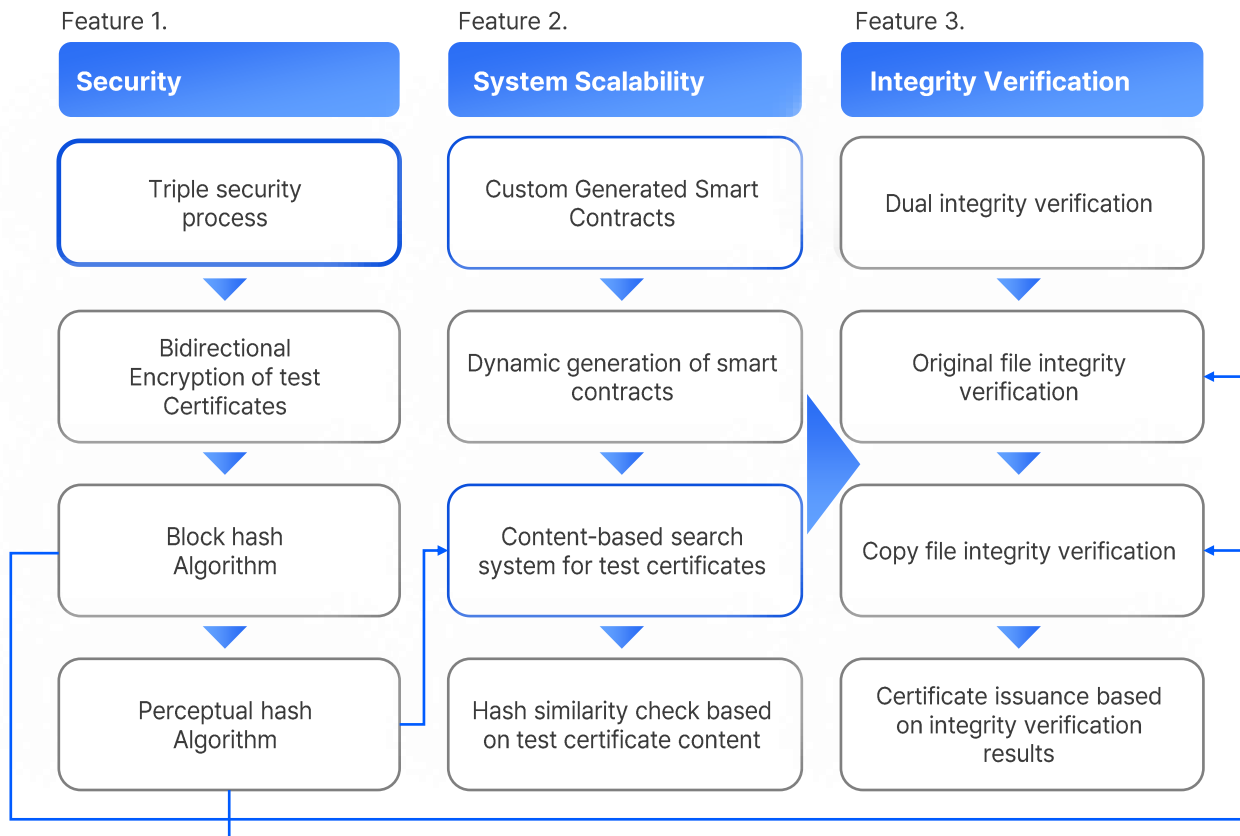 Feature 1.
Security
Triple security
process
Bidirectional
Encryption of test
Certificates
Block hash
Algorithm
Perceptual hash
Algorithm
Feature 2.
System Scalability
Custom Generated Smart
Contracts
Dynamic generation of smart
contracts
Content-based search
system for test certificates
Hash similarity check based
on test certificate content
Feature 3.
Integrity Verification
Dual integrity verification
Original file integrity
verification
Copy file integrity verification
Certificate issuance based
on integrity verification
results